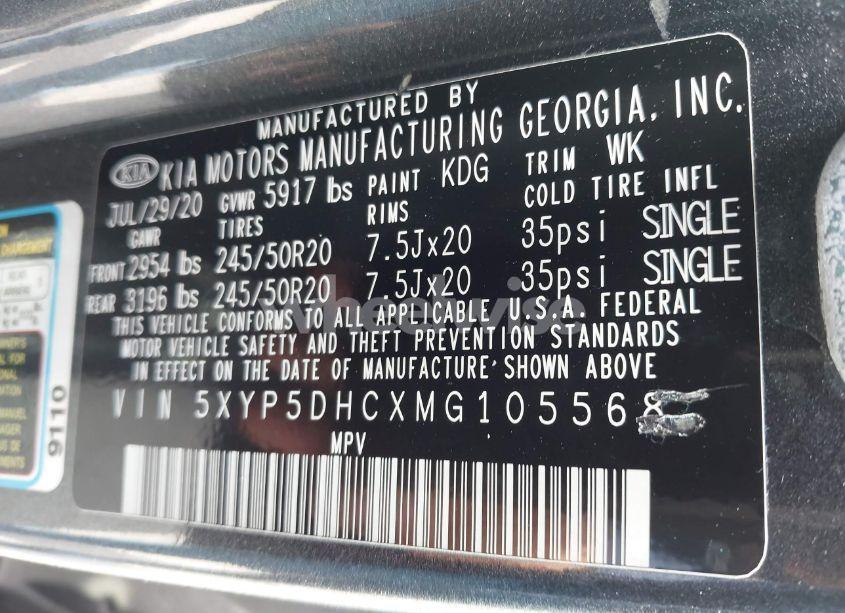 MANUFACTURED BY
KIA KIA MOTORS MANUFACTURING GEORGIA, INC.
JUL/29/20 GVWR 5917 lbs PAINT KDG TRIM WK
GAWR TIRES RIMS COLD TIRE INFL
FRONT 2954 lbs 245/50R20 7.5Jx20 35psi SINGLE
REAR 3196 lbs 245/50R20 7.5Jx20 35psi SINGLE
THIS VEHICLE CONFORMS TO ALL APPLICABLE U.S.A. FEDERAL
MOTOR VEHICLE SAFETY AND THEFT PREVENTION STANDARDS
IN EFFECT ON THE DATE OF MANUFACTURE SHOWN ABOVE
VIN 5XYP5DHCXMG10556
MPV
9110
wheelwise